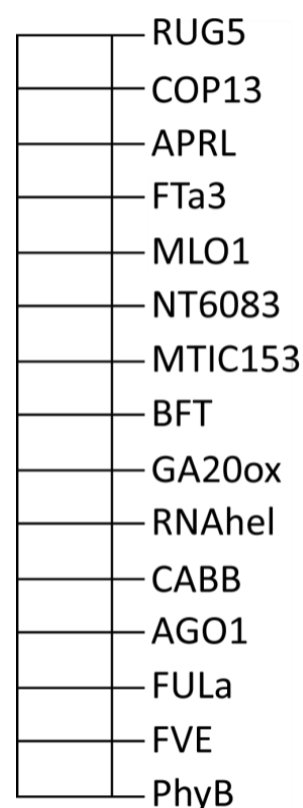 RUG5
COP13
APRL
FTa3
MLO1
NT6083
MTIC153
BFT
GA20ox
RNAhel
CABB
AGO1
FULa
FVE
PhyB